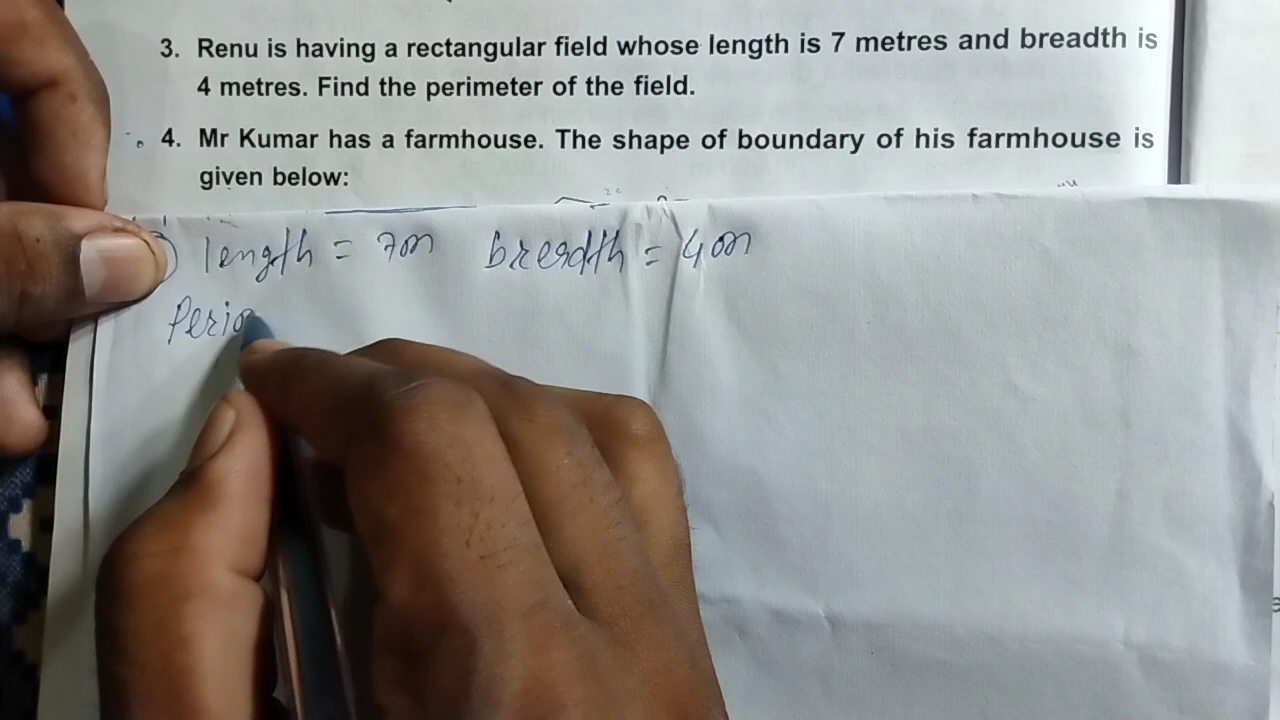 3. Renu is having a rectangular field whose length is 7 metres and breadth is
4 metres. Find the perimeter of the field.
4. Mr Kumar has a farmhouse. The shape of boundary of his farmhouse is
given below:
length = 7m breadth = 4m
Perim